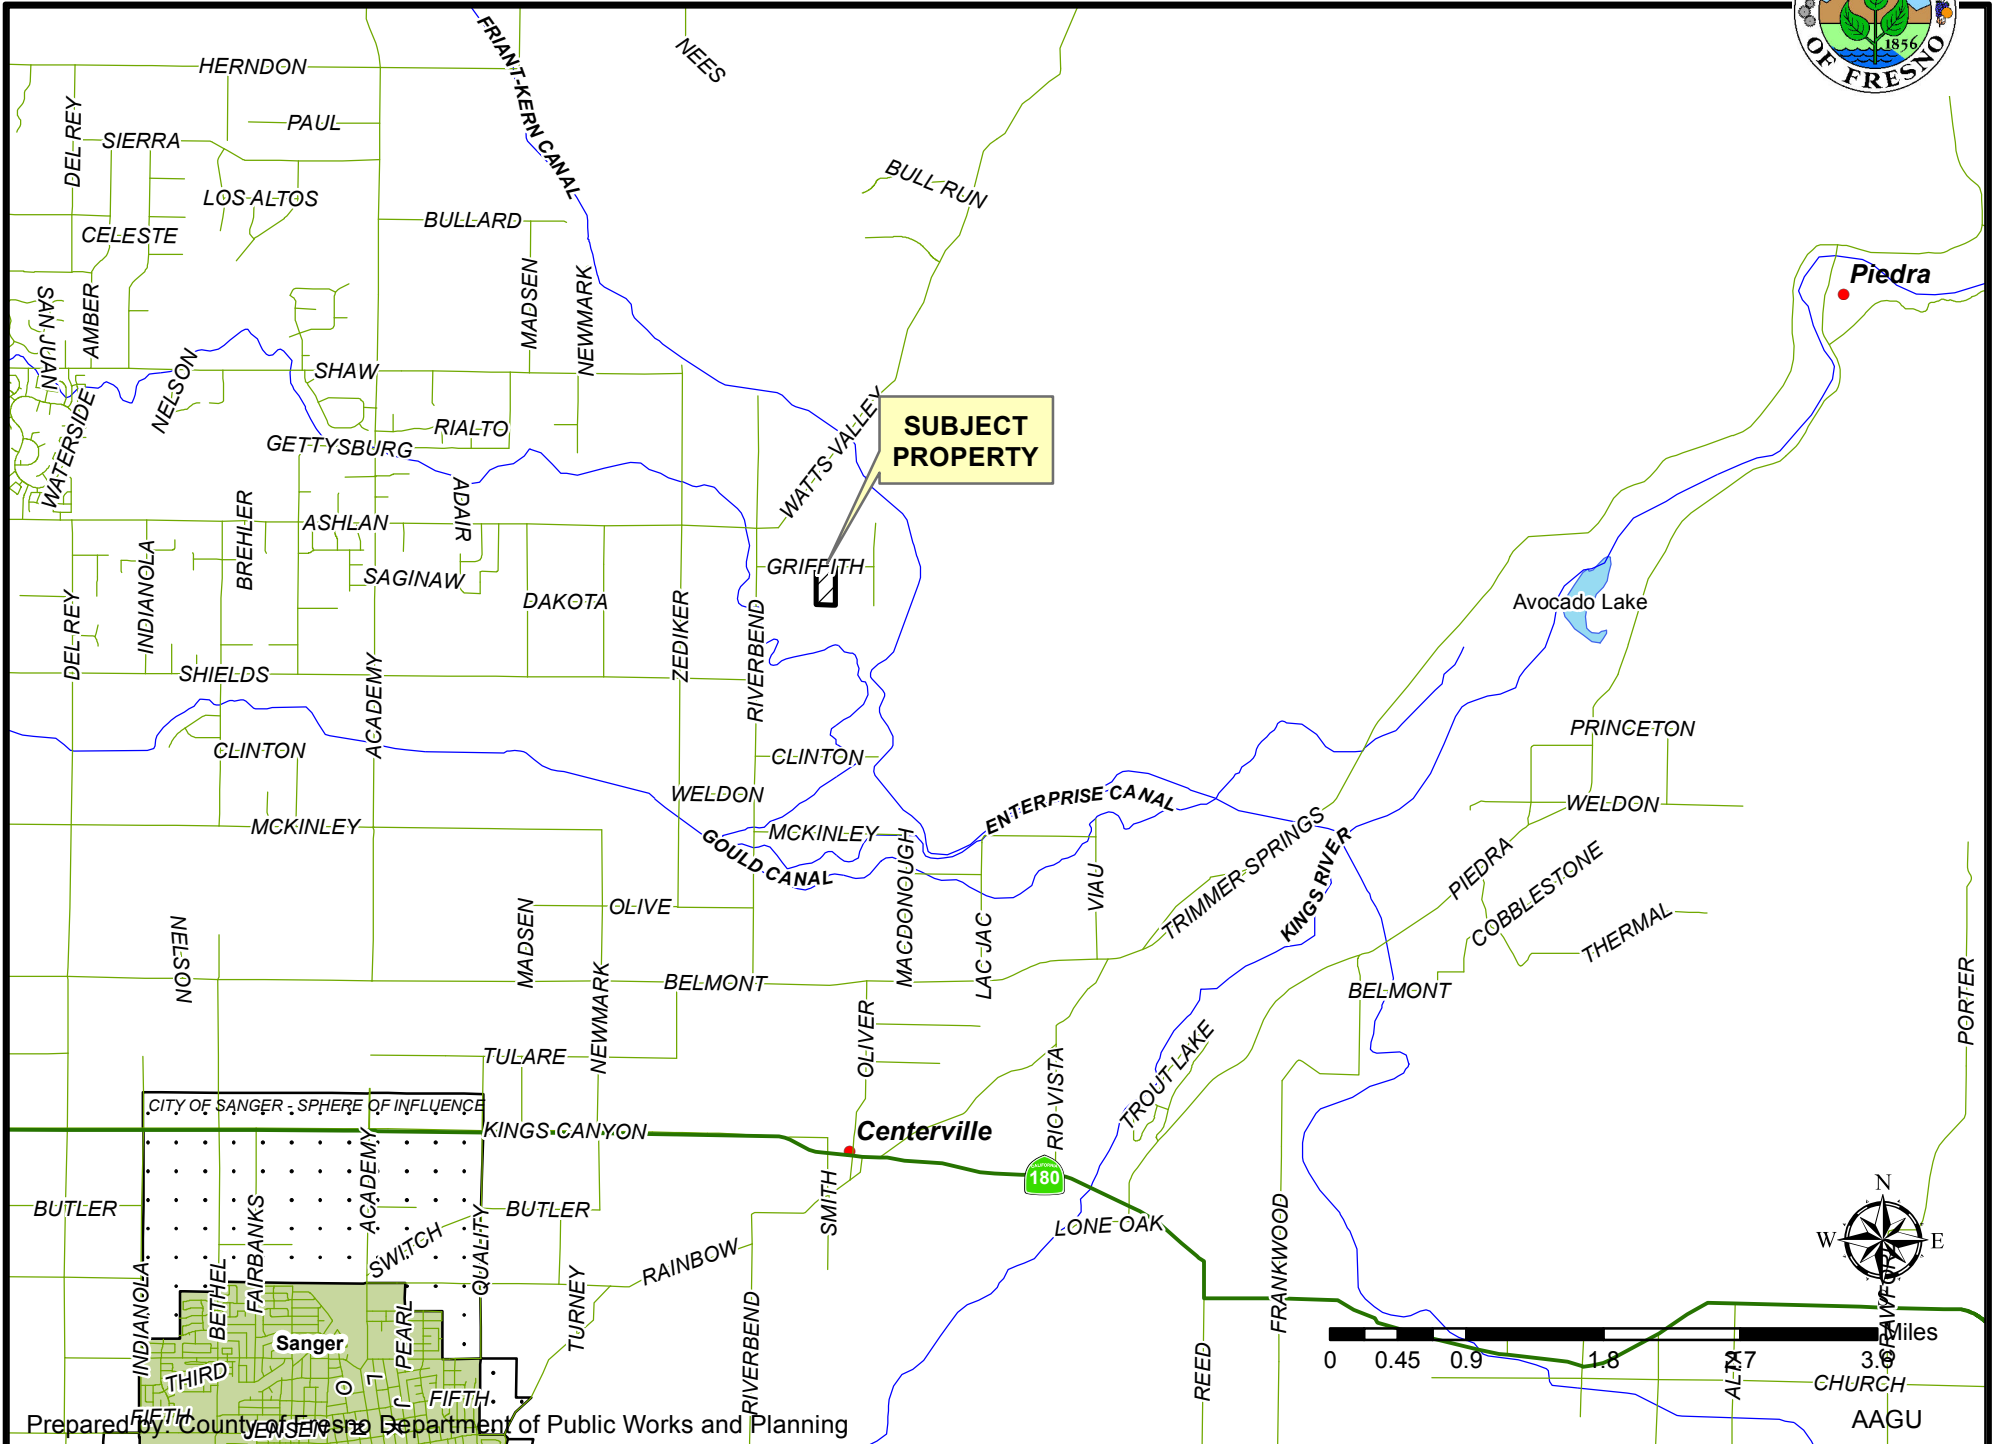 1856
OF FRESNO
FRIANT-KERN CANAL
NEES
HERNDON
DEL REY
PAUL
SIERRA
LOS ALTOS
BULL RUN
BULLARD
CELESTE
MADSEN
NEWMARK
Piedra
SAN JUAN
AMBER
NELSON
SHAW
WATERSIDE
RIALTO
GETTYSBURG
WATTS VALLEY
SUBJECT
PROPERTY
BREHLER
ASHLAN
ADAIR
INDIANOLA
SAGINAW
GRIFFITH
DAKOTA
Avocado Lake
DEL REY
ZEDIKER
RIVERBEND
SHIELDS
ACADEMY
CLINTON
CLINTON
PRINCETON
WELDON
ENTERPRISE CANAL
WELDON
MCKINLEY
MCKINLEY
GOULD CANAL
MACDONOUGH
TRIMMER SPRINGS
KINGS RIVER
PIEDRA
COBBLESTONE
VIAU
OLIVE
NELSON
MADSEN
LAC JAC
THERMAL
NEWMARK
BELMONT
BELMONT
PORTER
OLIVER
TULARE
RIO VISTA
TROUT LAKE
CITY OF SANGER - SPHERE OF INFLUENCE
KINGS CANYON
Centerville
ACADEMY
CALIFORNIA
180
SMITH
BUTLER
FAIRBANKS
BUTLER
QUALITY
LONE OAK
SWITCH
RAINBOW
FRANKWOOD
N
W
E
S
CRAWFORD
INDIANOLA
BETHEL
TURNEY
PEARL
RIVERBEND
Sanger
REED
Miles
0 0.45 0.9 1.8 2.7 3.6
THIRD
ALTA
CHURCH
FIFTH
FIFTH
JENSEN
Prepared by: County of Fresno Department of Public Works and Planning
AAGU